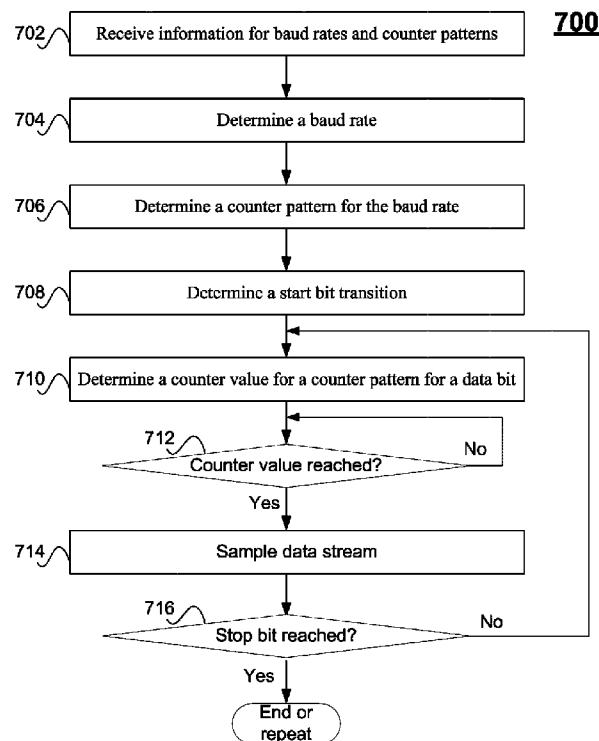 700
702 Receive information for baud rates and counter patterns
704 Determine a baud rate
706 Determine a counter pattern for the baud rate
708 Determine a start bit transition
710 Determine a counter value for a counter pattern for a data bit
712
Counter value reached?
No
Yes
714 Sample data stream
716
Stop bit reached?
No
Yes
End or
repeat